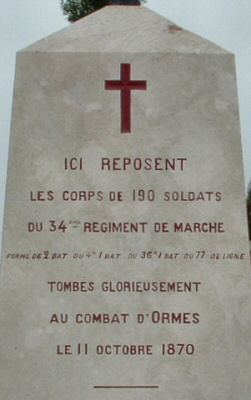 ICI REPOSENT
LES CORPS DE 190 SOLDATS
DU 34ème REGIMENT DE MARCHE
FORMÉ DE 2 BAT DU 4e 1 BAT DU 36e 1 BAT DU 77 DE LIGNE
TOMBES GLORIEUSEMENT
AU COMBAT D'ORMES
LE 11 OCTOBRE 1870